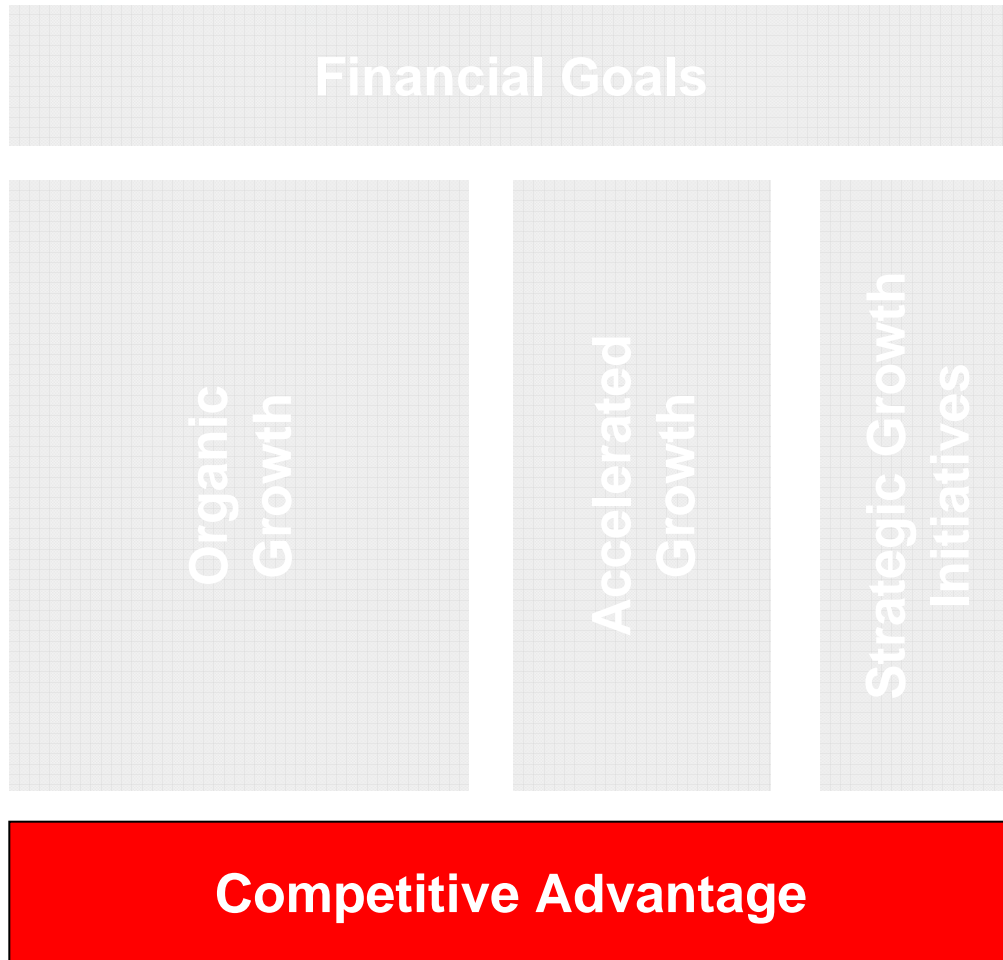 Financial Goals
Organic
Growth
Accelerated
Growth
Strategic Growth
Initiatives
Competitive Advantage